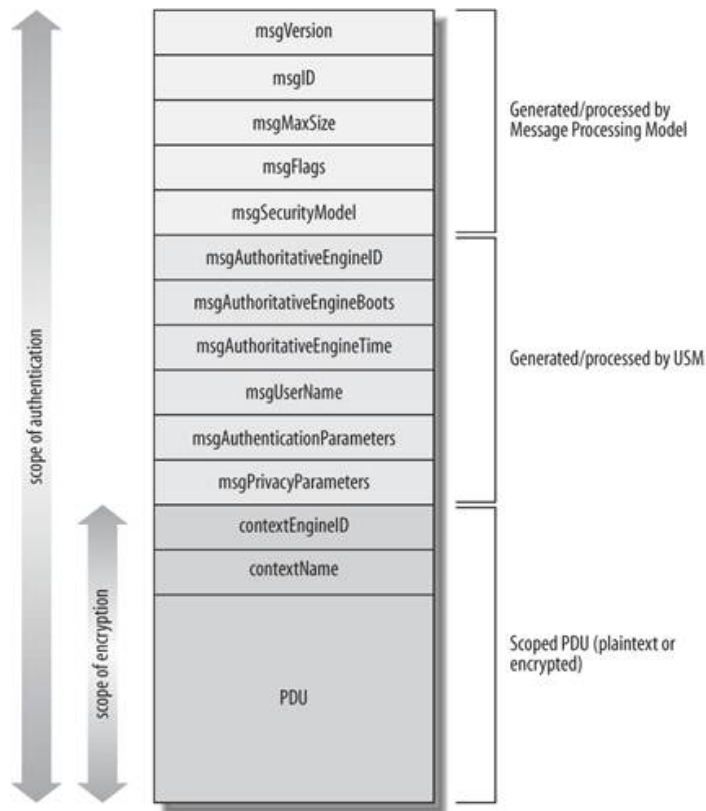 msgVersion
msgID
msgMaxSize
msgFlags
msgSecurityModel
msgAuthoritativeEngineID
msgAuthoritativeEngineBoots
msgAuthoritativeEngineTime
msgUserName
msgAuthenticationParameters
msgPrivacyParameters
contextEngineID
contextName
PDU
Generated/processed by
Message Processing Model
Generated/processed by USM
Scoped PDU (plaintext or
encrypted)
scope of authentication
scope of encryption